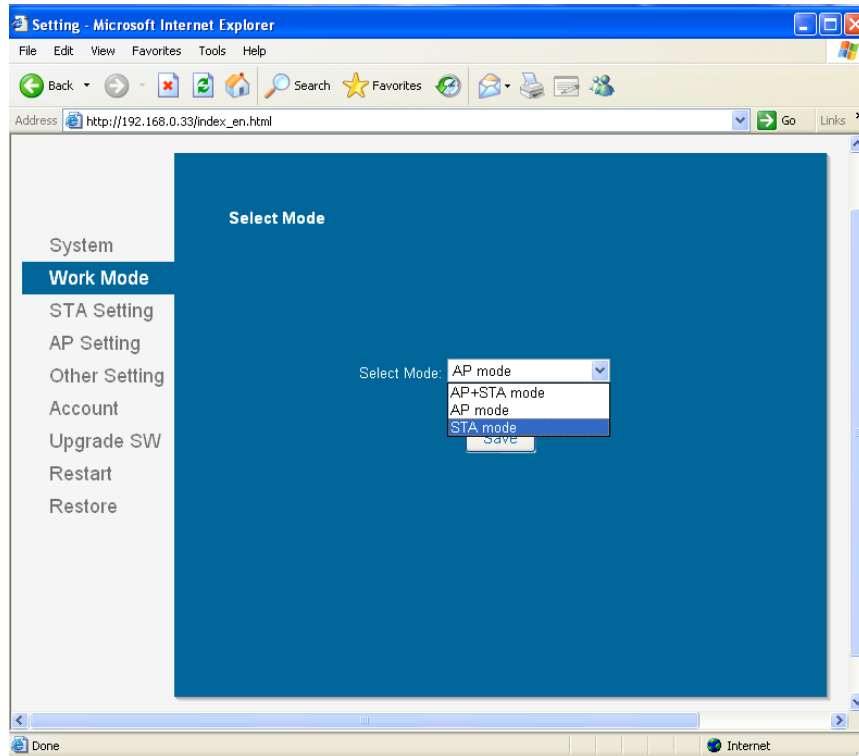 Setting - Microsoft Internet Explorer
File Edit View Favorites Tools Help
Back Search Favorites
Address http://192.168.0.33/index_en.html Go Links
Select Mode
System
Work Mode
STA Setting
AP Setting
Other Setting
Account
Upgrade SW
Restart
Restore
Select Mode: AP mode
AP+STA mode
AP mode
STA mode
Save
Done Internet